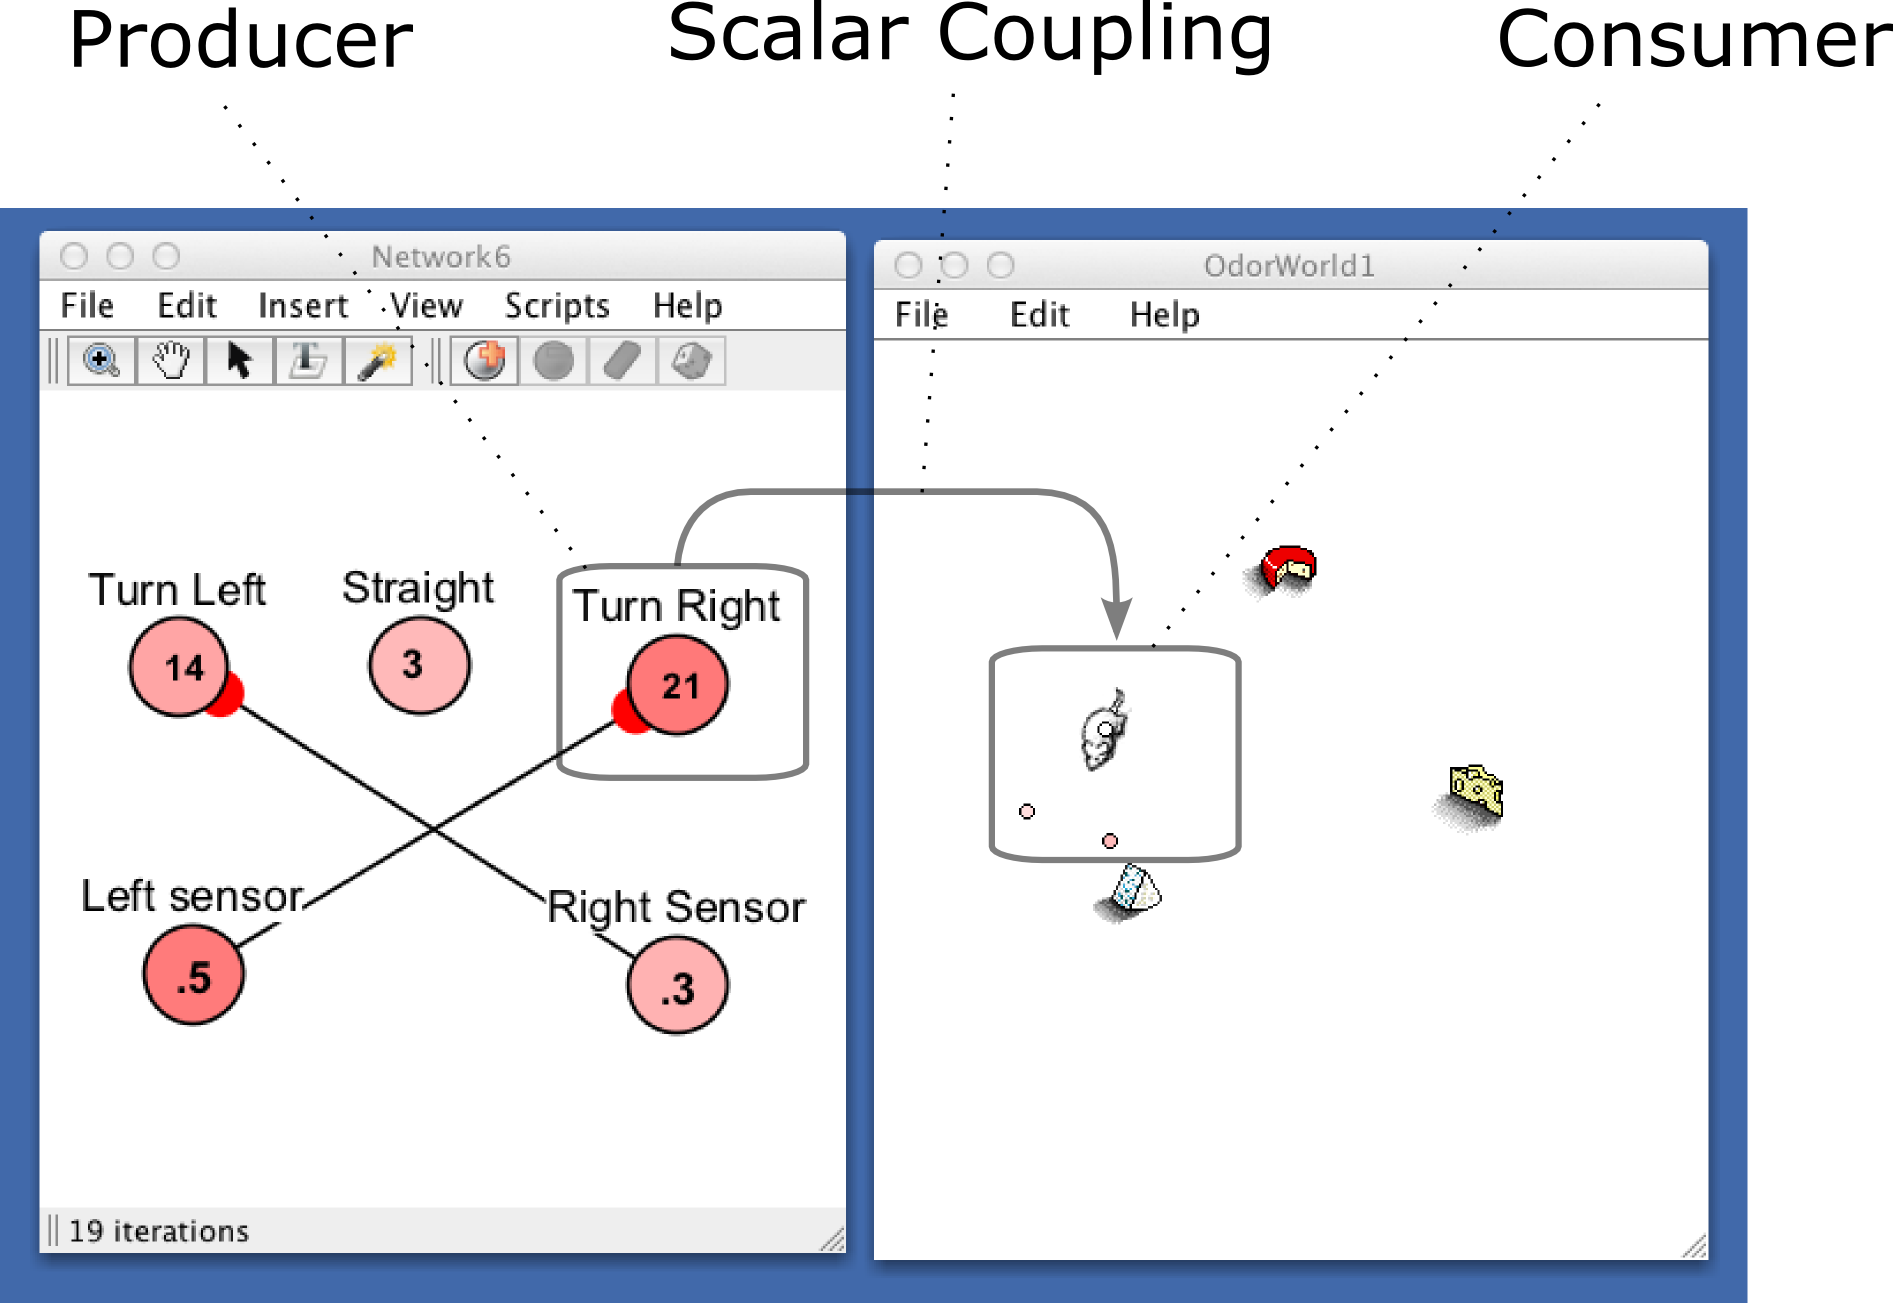 Producer
Scalar Coupling
Consumer
Network6
File Edit Insert View Scripts Help
OdorWorld1
File Edit Help
Turn Left
Straight
Turn Right
14
3
21
Left sensor
Right Sensor
.5
.3
19 iterations